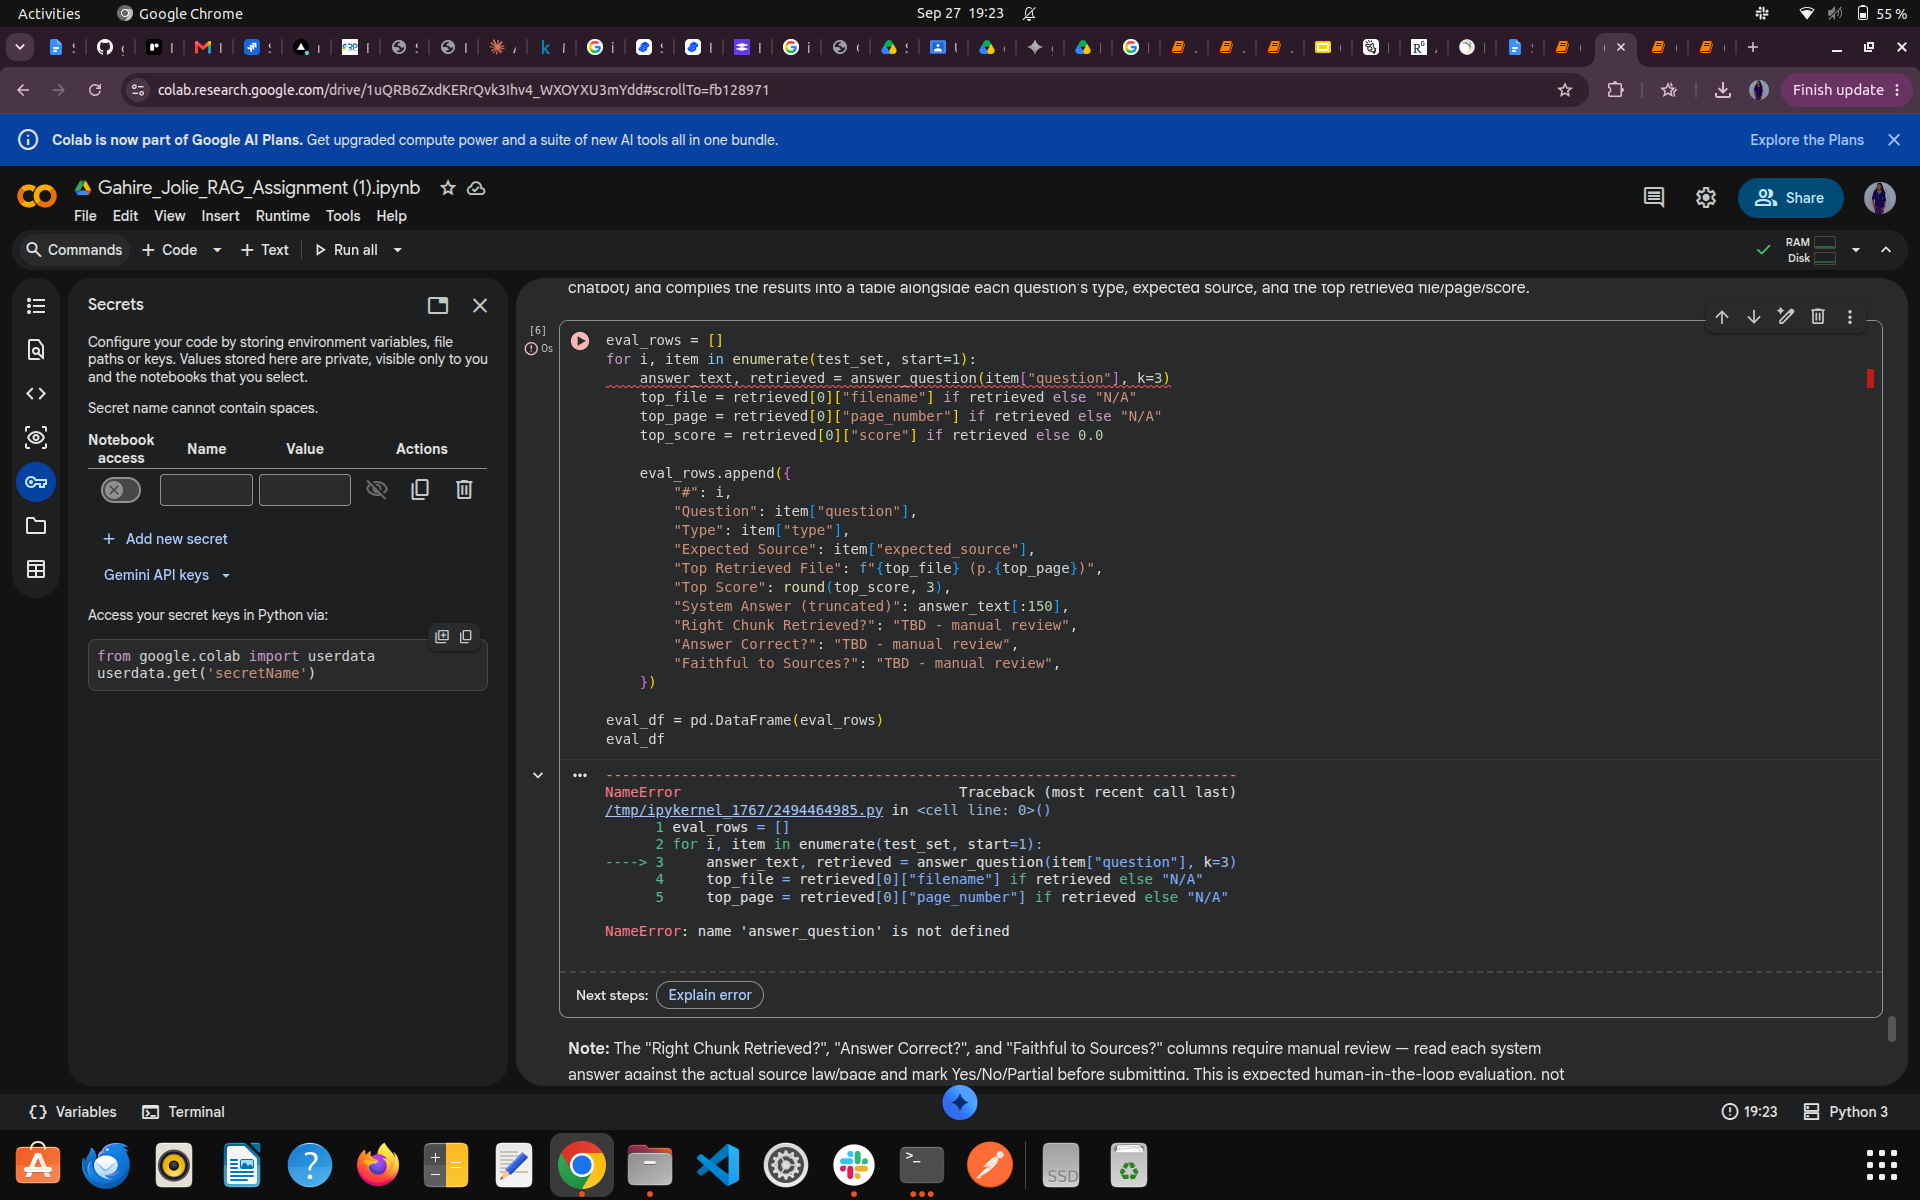 Activities
Google Chrome
Sep 27 19:23
55 %
colab.research.google.com/drive/1uQRB6ZxdKERrQvk3Ihv4_WXOYXU3mYdd#scrollTo=fb128971
Finish update
Colab is now part of Google AI Plans. Get upgraded compute power and a suite of new AI tools all in one bundle.
Explore the Plans
Gahire_Jolie_RAG_Assignment (1).ipynb
File Edit View Insert Runtime Tools Help
Share
Commands + Code + Text Run all
RAM
Disk
Secrets
Configure your code by storing environment variables, file
paths or keys. Values stored here are private, visible only to you
and the notebooks that you select.
Secret name cannot contain spaces.
Notebook access Name Value Actions
+ Add new secret
Gemini API keys
Access your secret keys in Python via:
from google.colab import userdata
userdata.get('secretName')
chatbot) and compiles the results into a table alongside each question's type, expected source, and the top retrieved file/page/score.
[6]
0s
eval_rows = []
for i, item in enumerate(test_set, start=1):
    answer_text, retrieved = answer_question(item["question"], k=3)
    top_file = retrieved[0]["filename"] if retrieved else "N/A"
    top_page = retrieved[0]["page_number"] if retrieved else "N/A"
    top_score = retrieved[0]["score"] if retrieved else 0.0
    eval_rows.append({
        "#": i,
        "Question": item["question"],
        "Type": item["type"],
        "Expected Source": item["expected_source"],
        "Top Retrieved File": f"{top_file} (p.{top_page})",
        "Top Score": round(top_score, 3),
        "System Answer (truncated)": answer_text[:150],
        "Right Chunk Retrieved?": "TBD - manual review",
        "Answer Correct?": "TBD - manual review",
        "Faithful to Sources?": "TBD - manual review",
    })
eval_df = pd.DataFrame(eval_rows)
eval_df
---------------------------------------------------------------------------
NameError Traceback (most recent call last)
/tmp/ipykernel_1767/2494464985.py in <cell line: 0>()
      1 eval_rows = []
      2 for i, item in enumerate(test_set, start=1):
----> 3     answer_text, retrieved = answer_question(item["question"], k=3)
      4     top_file = retrieved[0]["filename"] if retrieved else "N/A"
      5     top_page = retrieved[0]["page_number"] if retrieved else "N/A"
NameError: name 'answer_question' is not defined
Next steps: Explain error
Note: The "Right Chunk Retrieved?", "Answer Correct?", and "Faithful to Sources?" columns require manual review — read each system
answer against the actual source law/page and mark Yes/No/Partial before submitting. This is expected human-in-the-loop evaluation, not
{} Variables
Terminal
19:23
Python 3
SSD